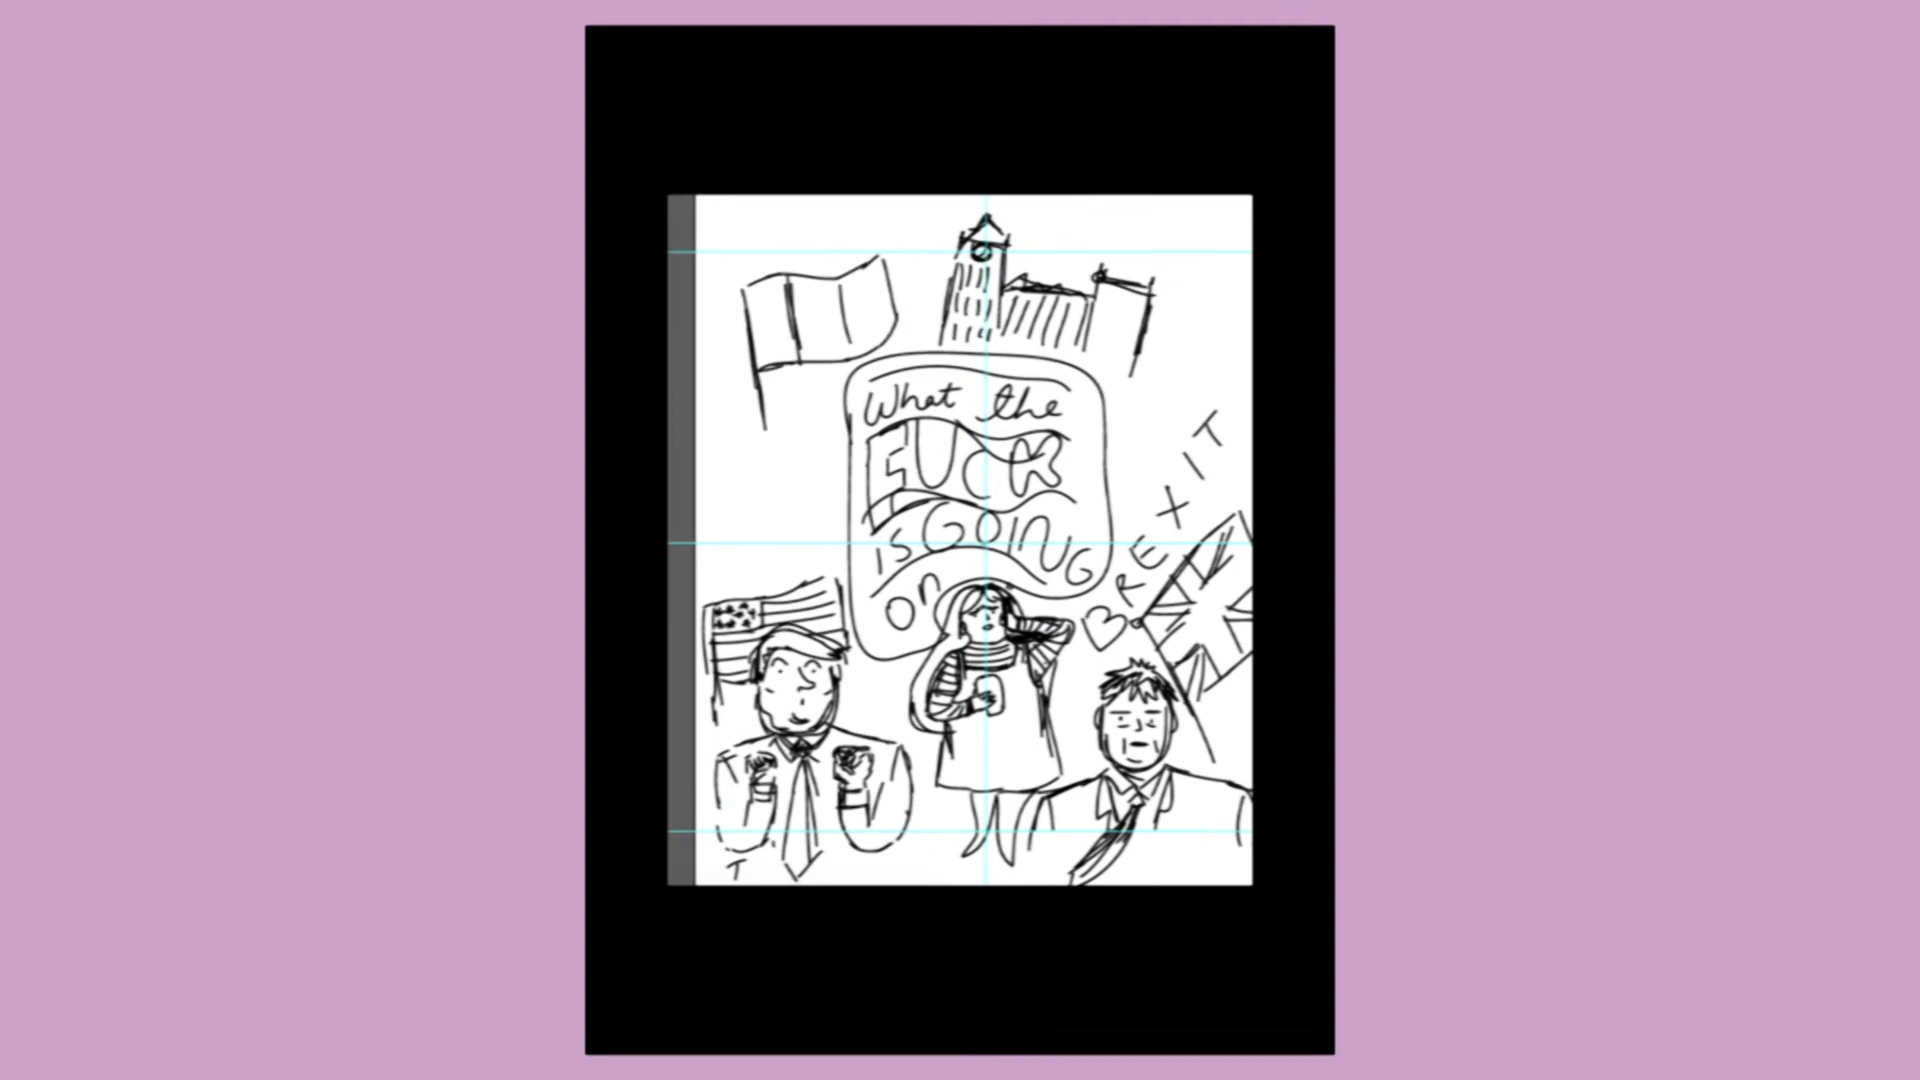 What the
FUCK
is GOING
on
BREXIT
T